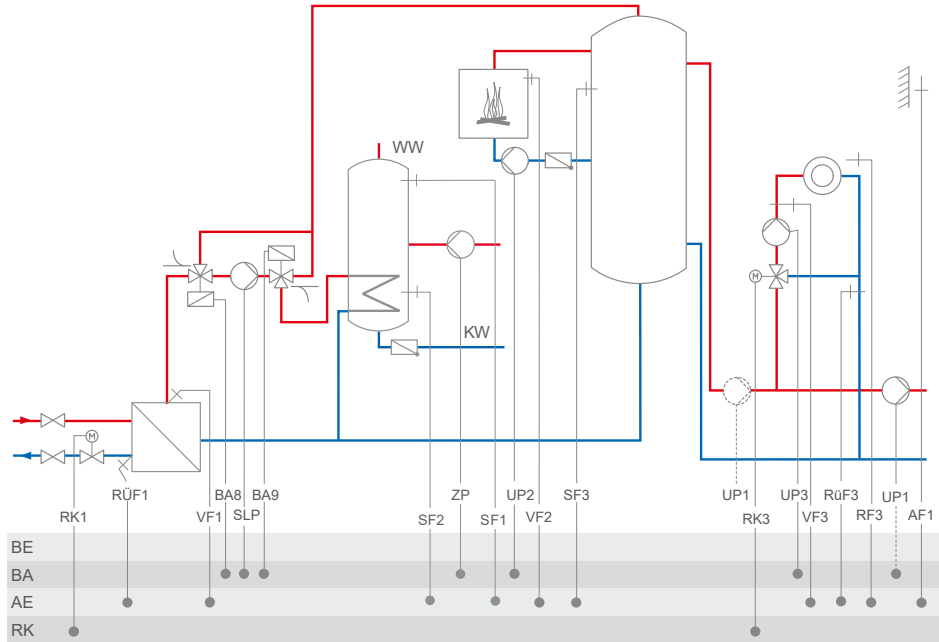 WW
KW
M
M
RÜF1
BA8
BA9
ZP
UP2
SF3
UP1
UP3
RüF3
UP1
RK1
VF1
SLP
SF2
SF1
VF2
RK3
VF3
RF3
AF1
BE
BA
AE
RK